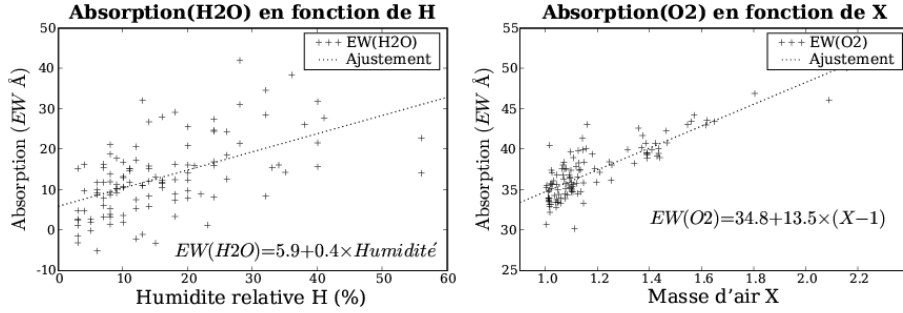 Absorption(H2O) en fonction de H
Absorption (EW Å)
50
40
30
20
10
0
-10
+++ EW(H2O)
Ajustement
EW(H2O)=5.9+0.4×Humidité
0
10
20
30
40
50
60
Humidite relative H (%)
Absorption(O2) en fonction de X
Absorption (EW Å)
55
50
45
40
35
30
25
+++ EW(O2)
Ajustement
EW(O2)=34.8+13.5×(X−1)
1.0
1.2
1.4
1.6
1.8
2.0
2.2
Masse d'air X